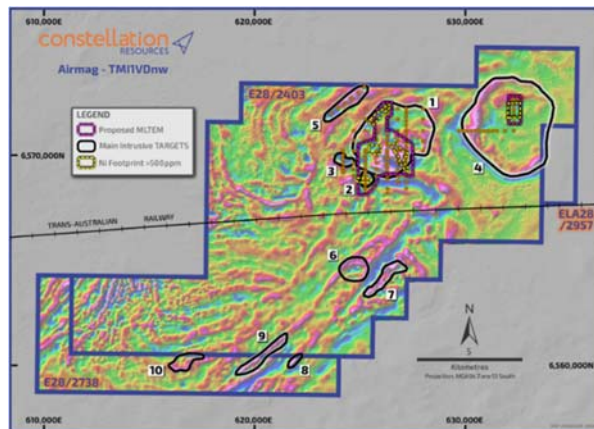 610,000E 620,000E 630,000E
constellation
RESOURCES
Airmag - TMI1VDnw
E28/2403
LEGEND
Proposed MLTEM
Main Intrusive TARGETS
Ni Footprint >500ppm
1
5
6,570,000N
3
4
2
TRANS-AUSTRALIAN RAILWAY
ELA28
/2957
6
7
N
9
5
Kilometres
10
8
6,560,000N
E28/2738
610,000E 620,000E 630,000E